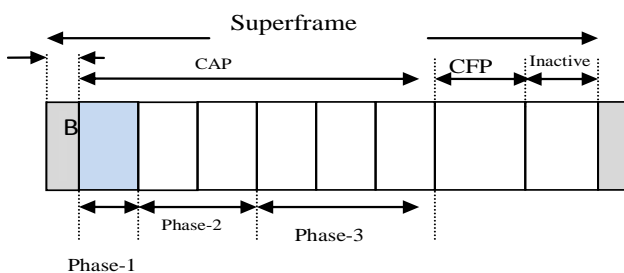 Superframe
CAP
CFP
Inactive
B
Phase-1
Phase-2
Phase-3